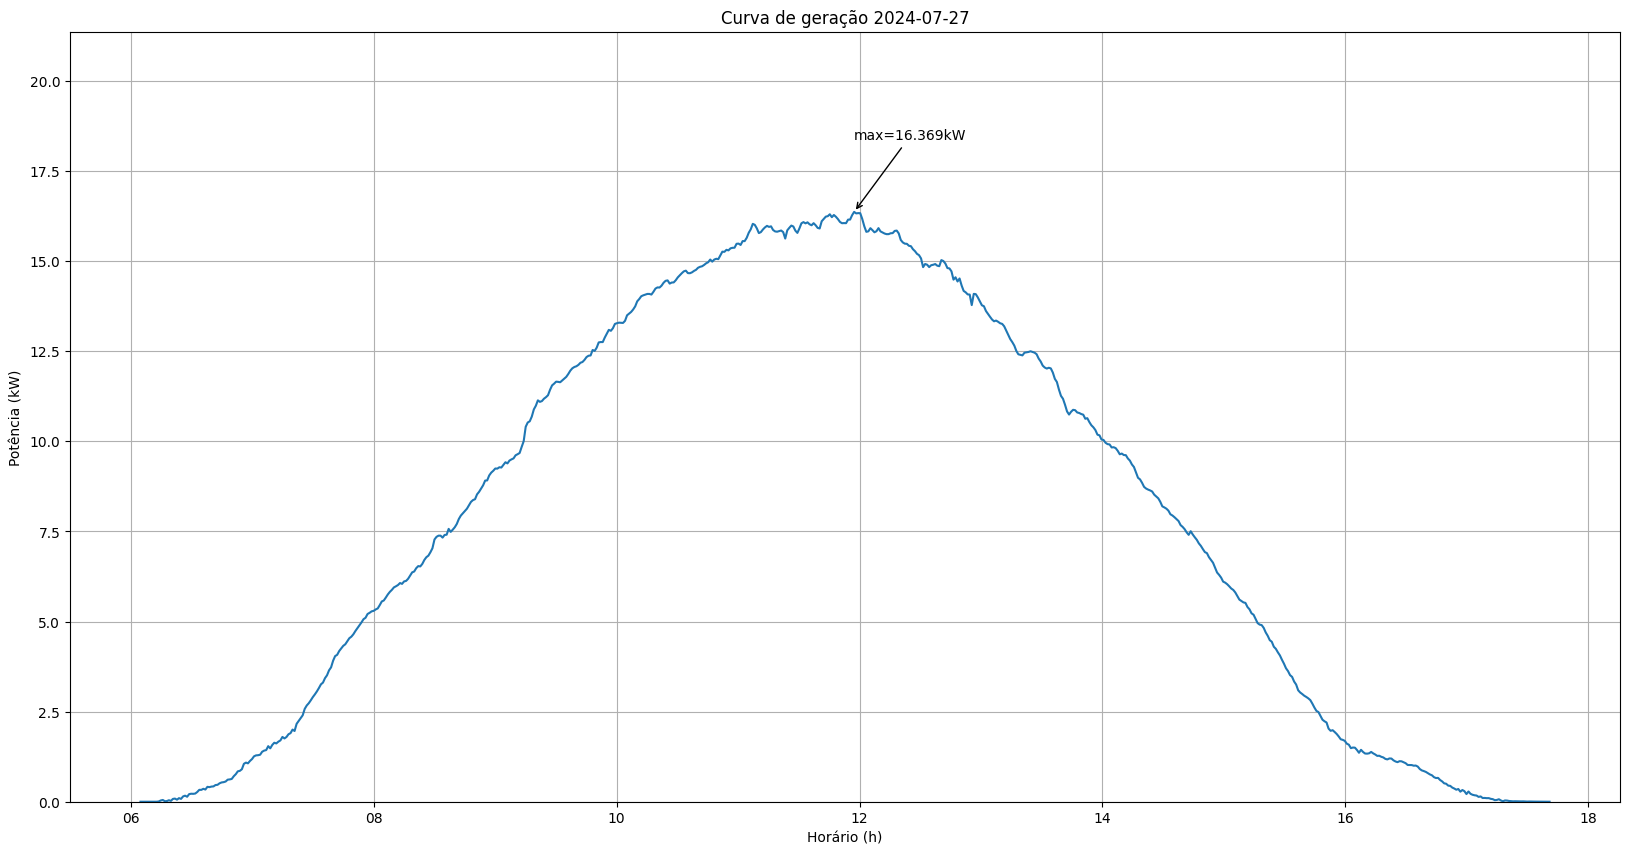 Curva de geração 2024-07-27
20.0
max=16.369kW
17.5
15.0
12.5
10.0
7.5
5.0
2.5
0.0
Potência (kW)
06 08 10 12 14 16 18
Horário (h)